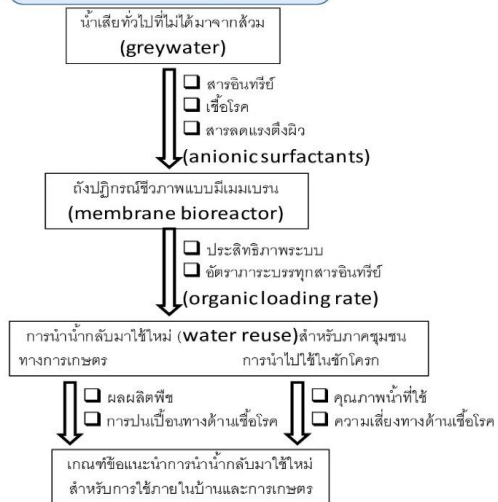 น้ำเสียทั่วไปที่ไม่ได้มาจากส้วม
(greywater)
❑ สารอินทรีย์
❑ เชื้อโรค
❑ สารลดแรงตึงผิว
(anionic surfactants)
ถังปฏิกรณ์ชีวภาพแบบมีเมมเบรน
(membrane bioreactor)
❑ ประสิทธิภาพระบบ
❑ อัตราภาระบรรทุกสารอินทรีย์
(organic loading rate)
การนำน้ำกลับมาใช้ใหม่ (water reuse)สำหรับภาคชุมชน
ทางการเกษตร การนำไปใช้ในชักโครก
❑ ผลผลิตพืช ❑ คุณภาพน้ำที่ใช้
❑ การปนเปื้อนทางด้านเชื้อโรค ❑ ความเสี่ยงทางด้านเชื้อโรค
เกณฑ์ข้อแนะนำการนำน้ำกลับมาใช้ใหม่
สำหรับการใช้ภายในบ้านและการเกษตร